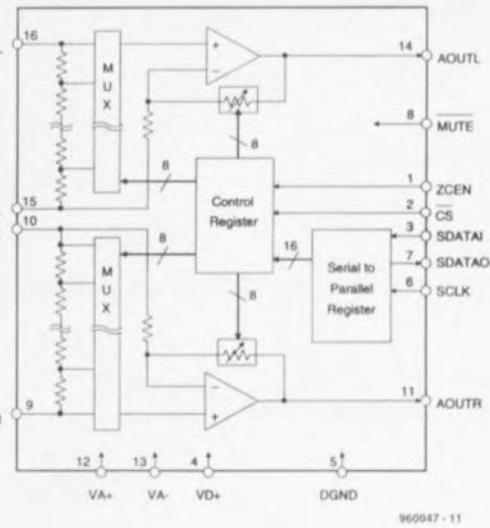 16
14
AOUTL
M
U
X
+
−
8
MUTE
8
1
ZCEN
8
Control
Register
2
CS
15
3
SDATAI
10
8
16
Serial to
Parallel
Register
7
SDATAO
6
SCLK
M
U
X
8
−
+
11
AOUTR
9
12
13
4
5
VA+
VA-
VD+
DGND
960047 - 11